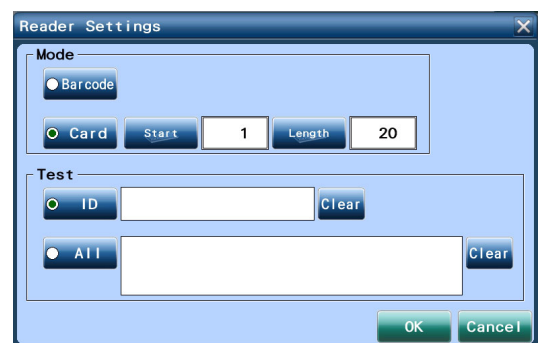 Reader Settings
Mode
Barcode
Card Start 1 Length 20
Test
ID Clear
All Clear
OK Cancel